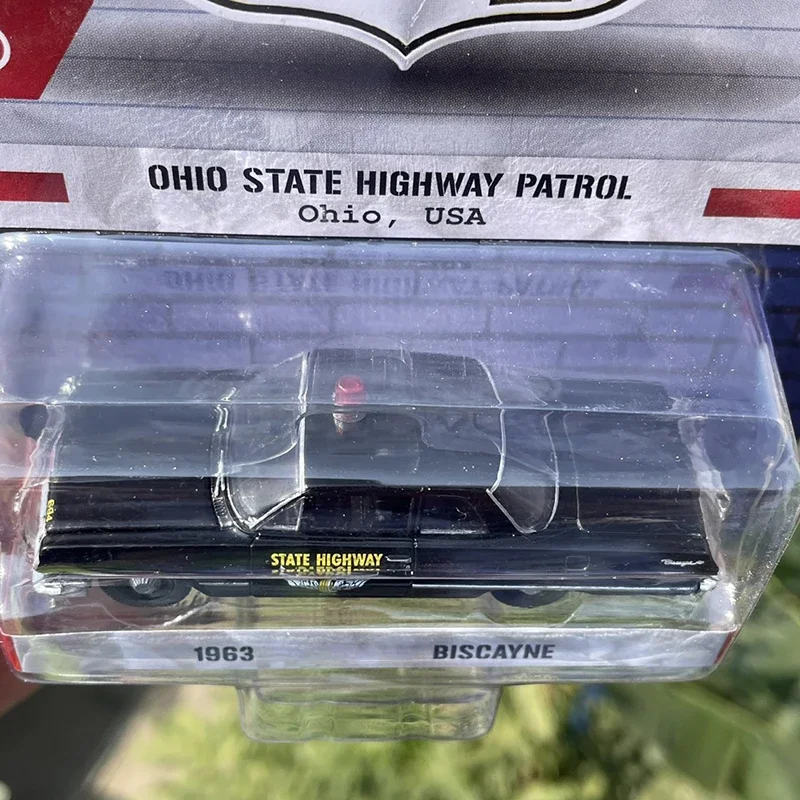 OHIO STATE HIGHWAY PATROL
Ohio, USA
STATE HIGHWAY
1963 BISCAYNE